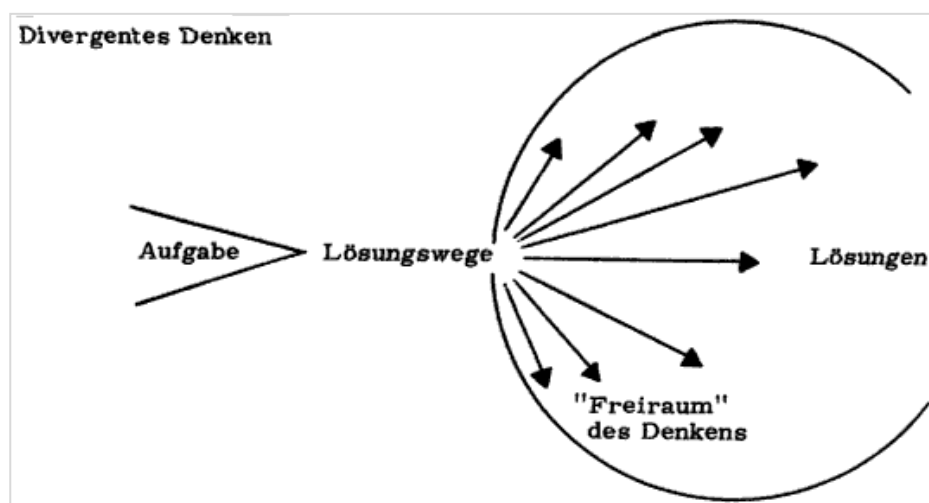 Divergentes Denken
Aufgabe
Lösungswege
Lösungen
"Freiraum"
des Denkens